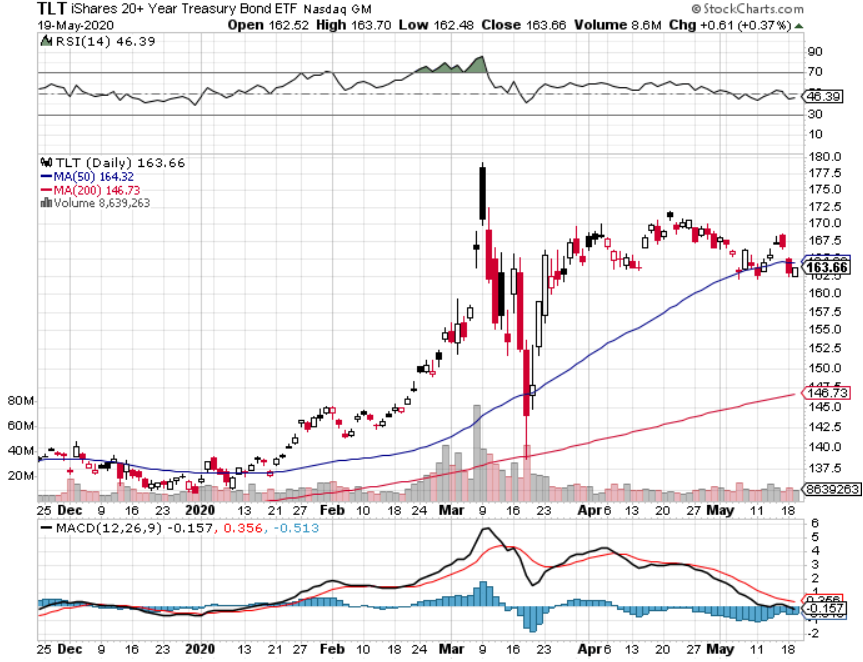 TLT iShares 20+ Year Treasury Bond ETF Nasdaq GM © StockCharts.com
19-May-2020 Open 162.52 High 163.70 Low 162.48 Close 163.66 Volume 8.6M Chg +0.61 (+0.37%)
RSI(14) 46.39
90
70
46.39
30
10
TLT (Daily) 163.66
MA(50) 164.32
MA(200) 146.73
Volume 8,639,263
180.0
177.5
175.0
172.5
170.0
167.5
163.66
160.0
157.5
155.0
152.5
150.0
146.73
145.0
142.5
140.0
137.5
80M
60M
40M
20M
8639263
25 Dec 9 16 23 2020 13 21 27 Feb 10 18 24 Mar 9 16 23 Apr 6 13 20 27 May 11 18
MACD(12,26,9) -0.157, 0.356, -0.513
6
5
4
3
2
1
0.356
-0.157
-1
-2
25 Dec 9 16 23 2020 13 21 27 Feb 10 18 24 Mar 9 16 23 Apr 6 13 20 27 May 11 18